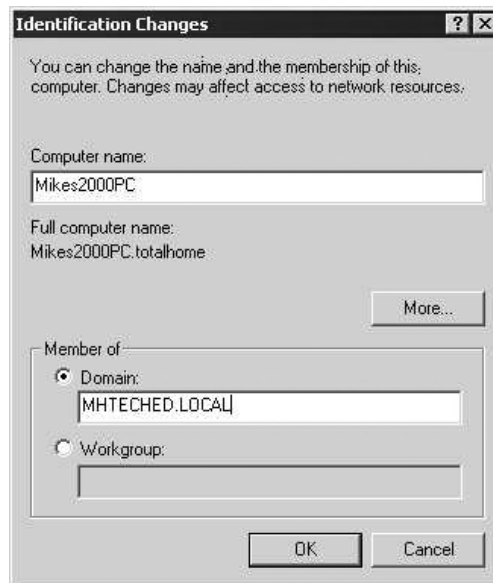 Identification Changes
You can change the name and the membership of this
computer. Changes may affect access to network resources.
Computer name:
Mikes2000PC
Full computer name:
Mikes2000PC.totalhome
More...
Member of
Domain:
MHTECHED.LOCAL
Workgroup:
OK
Cancel